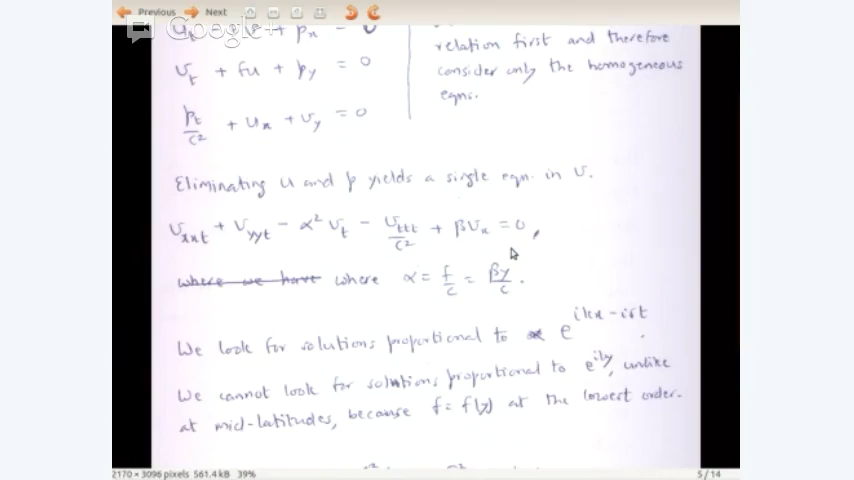 Previous Next
Google+
u_t - fv + p_x = 0
v_t + fu + p_y = 0
p_t/c² + u_x + v_y = 0
relation first and therefore
consider only the homogeneous
eqns.
Eliminating u and p yields a single eqn. in v.
v_xxt + v_yyt - α² v_t - v_ttt/c² + βv_x = 0,
where we have where α = f/c = βy/c.
We look for solutions proportional to e^{ikx-iσt}.
We cannot look for solutions proportional to e^{ily}, unlike
at mid-latitudes, because f = f(y) at the lowest order.
2170 × 3096 pixels 561.4 kB 39%
5 / 14